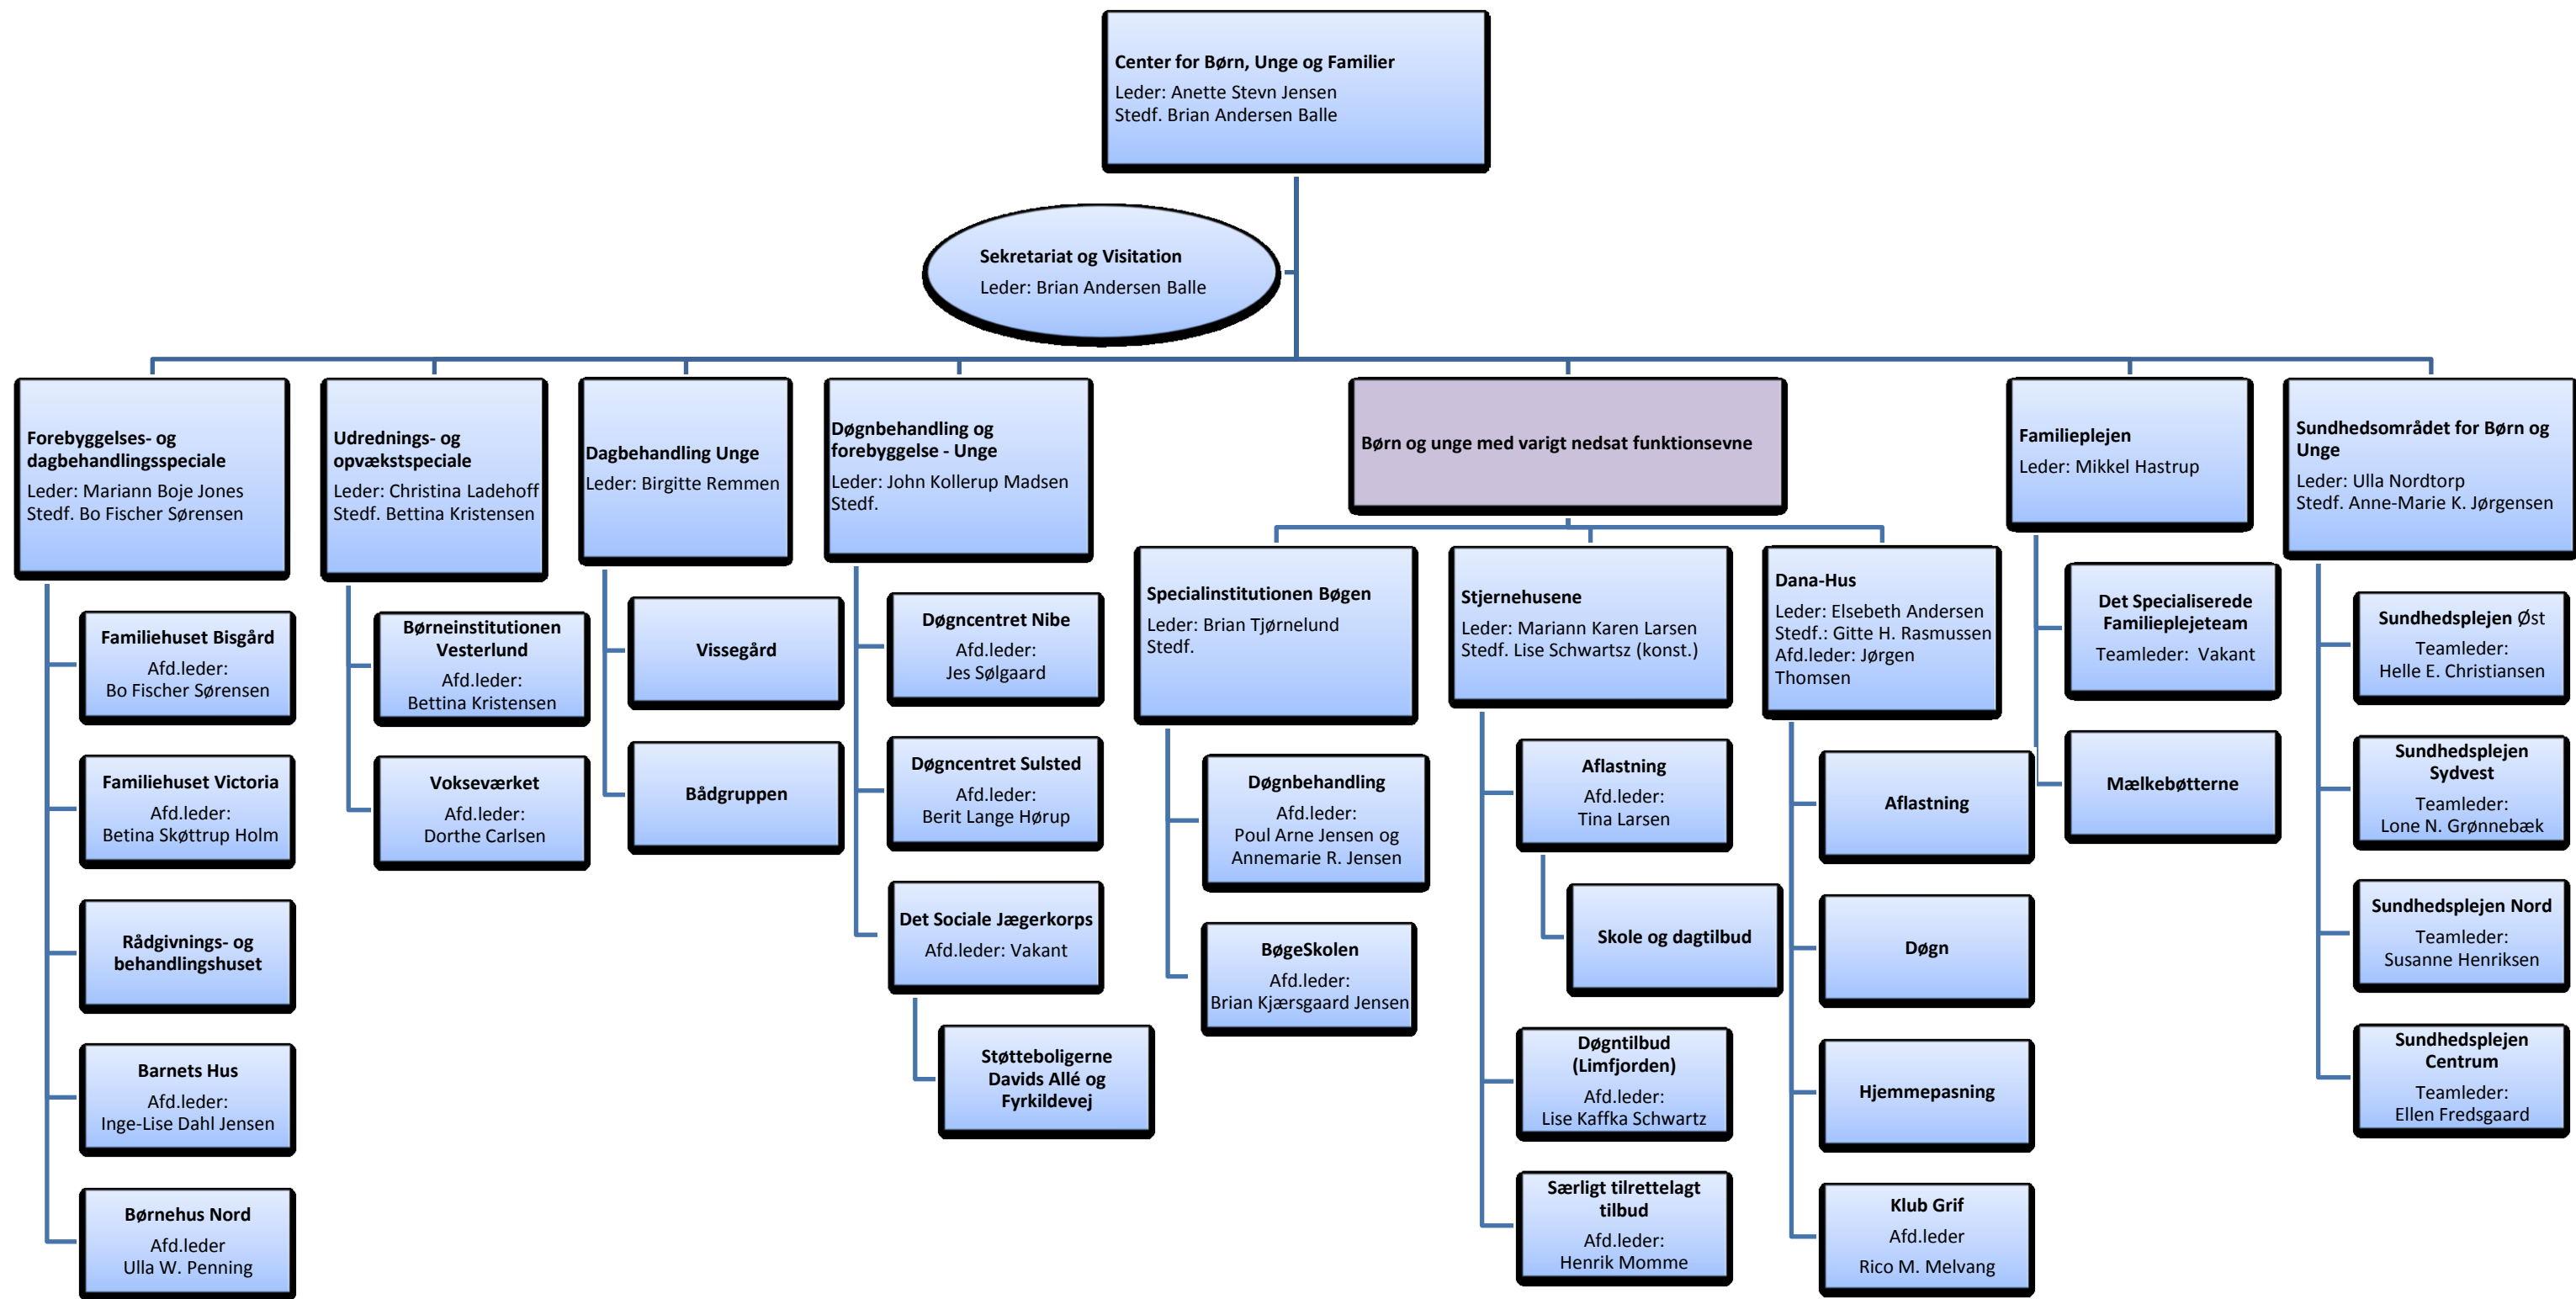 Center for Børn, Unge og Familier
Leder: Anette Stevn Jensen
Stedf. Brian Andersen Balle
Sekretariat og Visitation
Leder: Brian Andersen Balle
Forebyggelses- og
dagbehandlingsspeciale
Leder: Mariann Boje Jones
Stedf. Bo Fischer Sørensen
Familiehuset Bisgård
Afd.leder:
Bo Fischer Sørensen
Familiehuset Victoria
Afd.leder:
Betina Skøttrup Holm
Rådgivnings- og
behandlingshuset
Barnets Hus
Afd.leder:
Inge-Lise Dahl Jensen
Børnehus Nord
Afd.leder
Ulla W. Penning
Udrednings- og
opvækstspeciale
Leder: Christina Ladehoff
Stedf. Bettina Kristensen
Børneinstitutionen
Vesterlund
Afd.leder:
Bettina Kristensen
Vokseværket
Afd.leder:
Dorthe Carlsen
Dagbehandling Unge
Leder: Birgitte Remmen
Vissegård
Bådgruppen
Døgnbehandling og
forebyggelse - Unge
Leder: John Kollerup Madsen
Stedf.
Døgncentret Nibe
Afd.leder:
Jes Sølgaard
Døgncentret Sulsted
Afd.leder:
Berit Lange Hørup
Det Sociale Jægerkorps
Afd.leder: Vakant
Støtteboligerne
Davids Allé og
Fyrkildevej
Børn og unge med varigt nedsat funktionsevne
Specialinstitutionen Bøgen
Leder: Brian Tjørnelund
Stedf.
Døgnbehandling
Afd.leder:
Poul Arne Jensen og
Annemarie R. Jensen
BøgeSkolen
Afd.leder:
Brian Kjærsgaard Jensen
Stjernehusene
Leder: Mariann Karen Larsen
Stedf. Lise Schwartsz (konst.)
Aflastning
Afd.leder:
Tina Larsen
Skole og dagtilbud
Døgntilbud
(Limfjorden)
Afd.leder:
Lise Kaffka Schwartz
Særligt tilrettelagt
tilbud
Afd.leder:
Henrik Momme
Dana-Hus
Leder: Elsebeth Andersen
Stedf.: Gitte H. Rasmussen
Afd.leder: Jørgen
Thomsen
Aflastning
Døgn
Hjemmepasning
Klub Grif
Afd.leder
Rico M. Melvang
Familieplejen
Leder: Mikkel Hastrup
Det Specialiserede
Familieplejeteam
Teamleder: Vakant
Mælkebøtterne
Sundhedsområdet for Børn og
Unge
Leder: Ulla Nordtorp
Stedf. Anne-Marie K. Jørgensen
Sundhedsplejen Øst
Teamleder:
Helle E. Christiansen
Sundhedsplejen
Sydvest
Teamleder:
Lone N. Grønnebæk
Sundhedsplejen Nord
Teamleder:
Susanne Henriksen
Sundhedsplejen
Centrum
Teamleder:
Ellen Fredsgaard